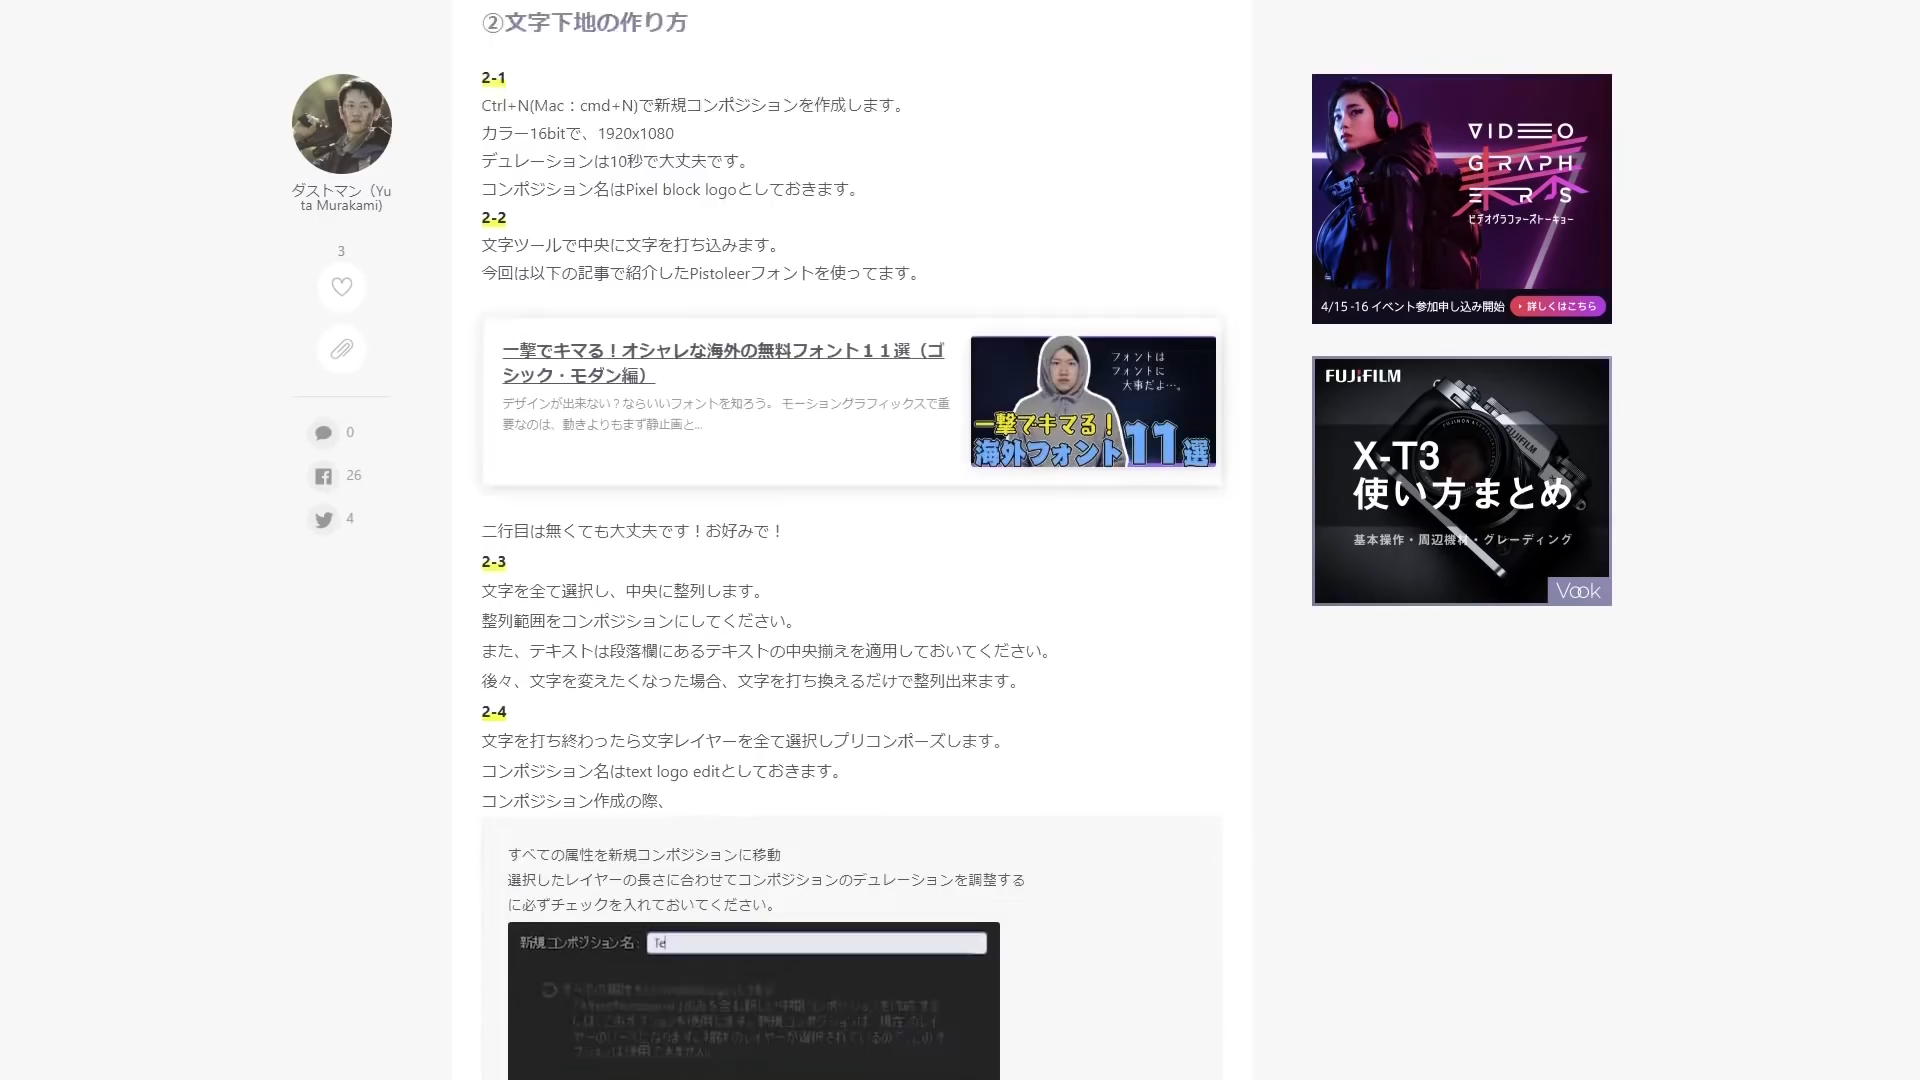 ②文字下地の作り方
2-1
Ctrl+N(Mac：cmd+N)で新規コンポジションを作成します。
カラー16bitで、1920x1080
デュレーションは10秒で大丈夫です。
コンポジション名はPixel block logoとしておきます。
2-2
文字ツールで中央に文字を打ち込みます。
今回は以下の記事で紹介したPistoleerフォントを使ってます。
一撃でキマる！オシャレな海外の無料フォント１１選（ゴ
シック・モダン編）
デザインが出来ない？ならいいフォントを知ろう。 モーショングラフィックスで重
要なのは、動きよりもまず静止画と...
フォントは
フォントに
大事だよ…。
一撃でキマる！
海外フォント11選
二行目は無くても大丈夫です！お好みで！
2-3
文字を全て選択し、中央に整列します。
整列範囲をコンポジションにしてください。
また、テキストは段落欄にあるテキストの中央揃えを適用しておいてください。
後々、文字を変えたくなった場合、文字を打ち換えるだけで整列出来ます。
2-4
文字を打ち終わったら文字レイヤーを全て選択しプリコンポーズします。
コンポジション名はtext logo editとしておきます。
コンポジション作成の際、
すべての属性を新規コンポジションに移動
選択したレイヤーの長さに合わせてコンポジションのデュレーションを調整する
に必ずチェックを入れておいてください。
新規コンポジション名：
Te
ダストマン（Yu
ta Murakami)
3
0
26
4
VIDEO
GRAPH
ERS
東京
ビデオグラファーズトーキョー
4/15-16 イベント参加申し込み開始
詳しくはこちら
FUJIFILM
X-T3
使い方まとめ
基本操作・周辺機材・グレーディング
Vook